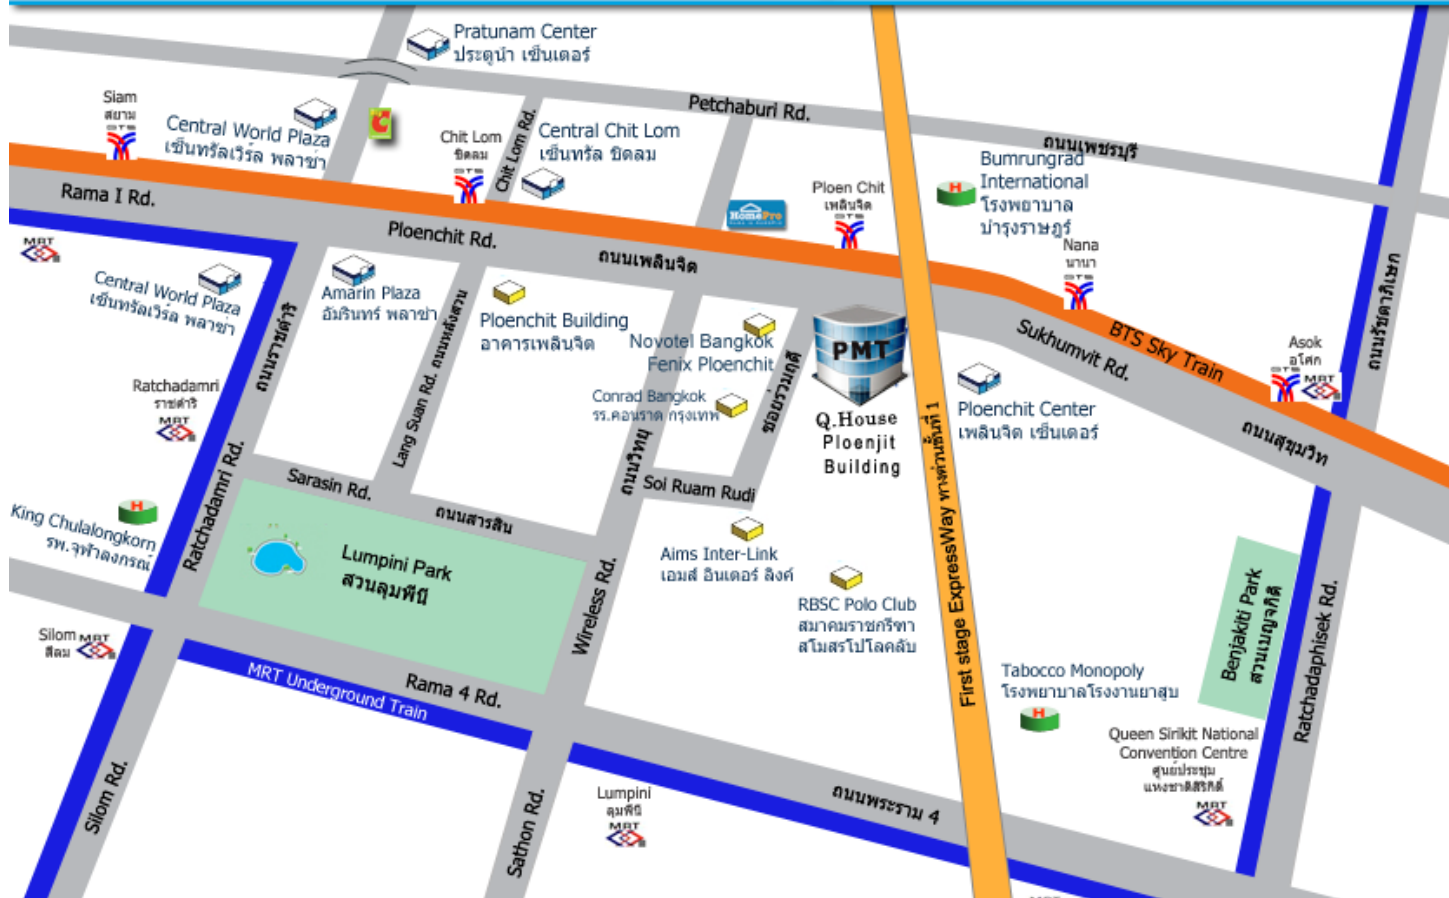 Pratunam Center
ประตูน้ำ เซ็นเตอร์
Siam
สยาม
BTS
Central World Plaza
เซ็นทรัลเวิร์ล พลาซ่า
Chit Lom
ชิดลม
BTS
Chit Lom Rd.
Central Chit Lom
เซ็นทรัล ชิดลม
Petchaburi Rd.
ถนนเพชรบุรี
Bumrungrad
International
โรงพยาบาล
บำรุงราษฎร์
H
Ploen Chit
เพลินจิต
BTS
HomePro
Rama I Rd.
Ploenchit Rd.
ถนนเพลินจิต
Nana
นานา
BTS
MRT
Central World Plaza
เซ็นทรัลเวิร์ล พลาซ่า
ถนนราชดำริ
Amarin Plaza
อัมรินทร์ พลาซ่า
Lang Suan Rd. ถนนหลังสวน
Ploenchit Building
อาคารเพลินจิต
Novotel Bangkok
Fenix Ploenchit
Conrad Bangkok
รร.คอนราด กรุงเทพ
ซอยร่วมฤดี
PMT
Q.House
Ploenjit
Building
Sukhumvit Rd.
BTS Sky Train
ถนนสุขุมวิท
Asok
อโศก
BTS
MRT
ถนนรัชดาภิเษก
Ploenchit Center
เพลินจิต เซ็นเตอร์
Ratchadamri
ราชดำริ
MRT
Ratchadamri Rd.
Sarasin Rd.
ถนนสารสิน
ถนนวิทยุ
Soi Ruam Rudi
First stage ExpressWay ทางด่วนขั้นที่ 1
H
King Chulalongkorn
รพ.จุฬาลงกรณ์
Lumpini Park
สวนลุมพีนี
Wireless Rd.
Aims Inter-Link
เอมส์ อินเตอร์ ลิงค์
RBSC Polo Club
สมาคมราชกรีฑา
สโมสรโปโลคลับ
Benjakiti Park
สวนเบญจกิติ
Ratchadaphisek Rd.
Silom
สีลม
MRT
MRT Underground Train
Rama 4 Rd.
Tabocco Monopoly
โรงพยาบาลโรงงานยาสูบ
H
Queen Sirikit National
Convention Centre
ศูนย์ประชุม
แห่งชาติสิริกิติ์
MRT
Silom Rd.
Sathon Rd.
Lumpini
ลุมพีนี
MRT
ถนนพระราม 4